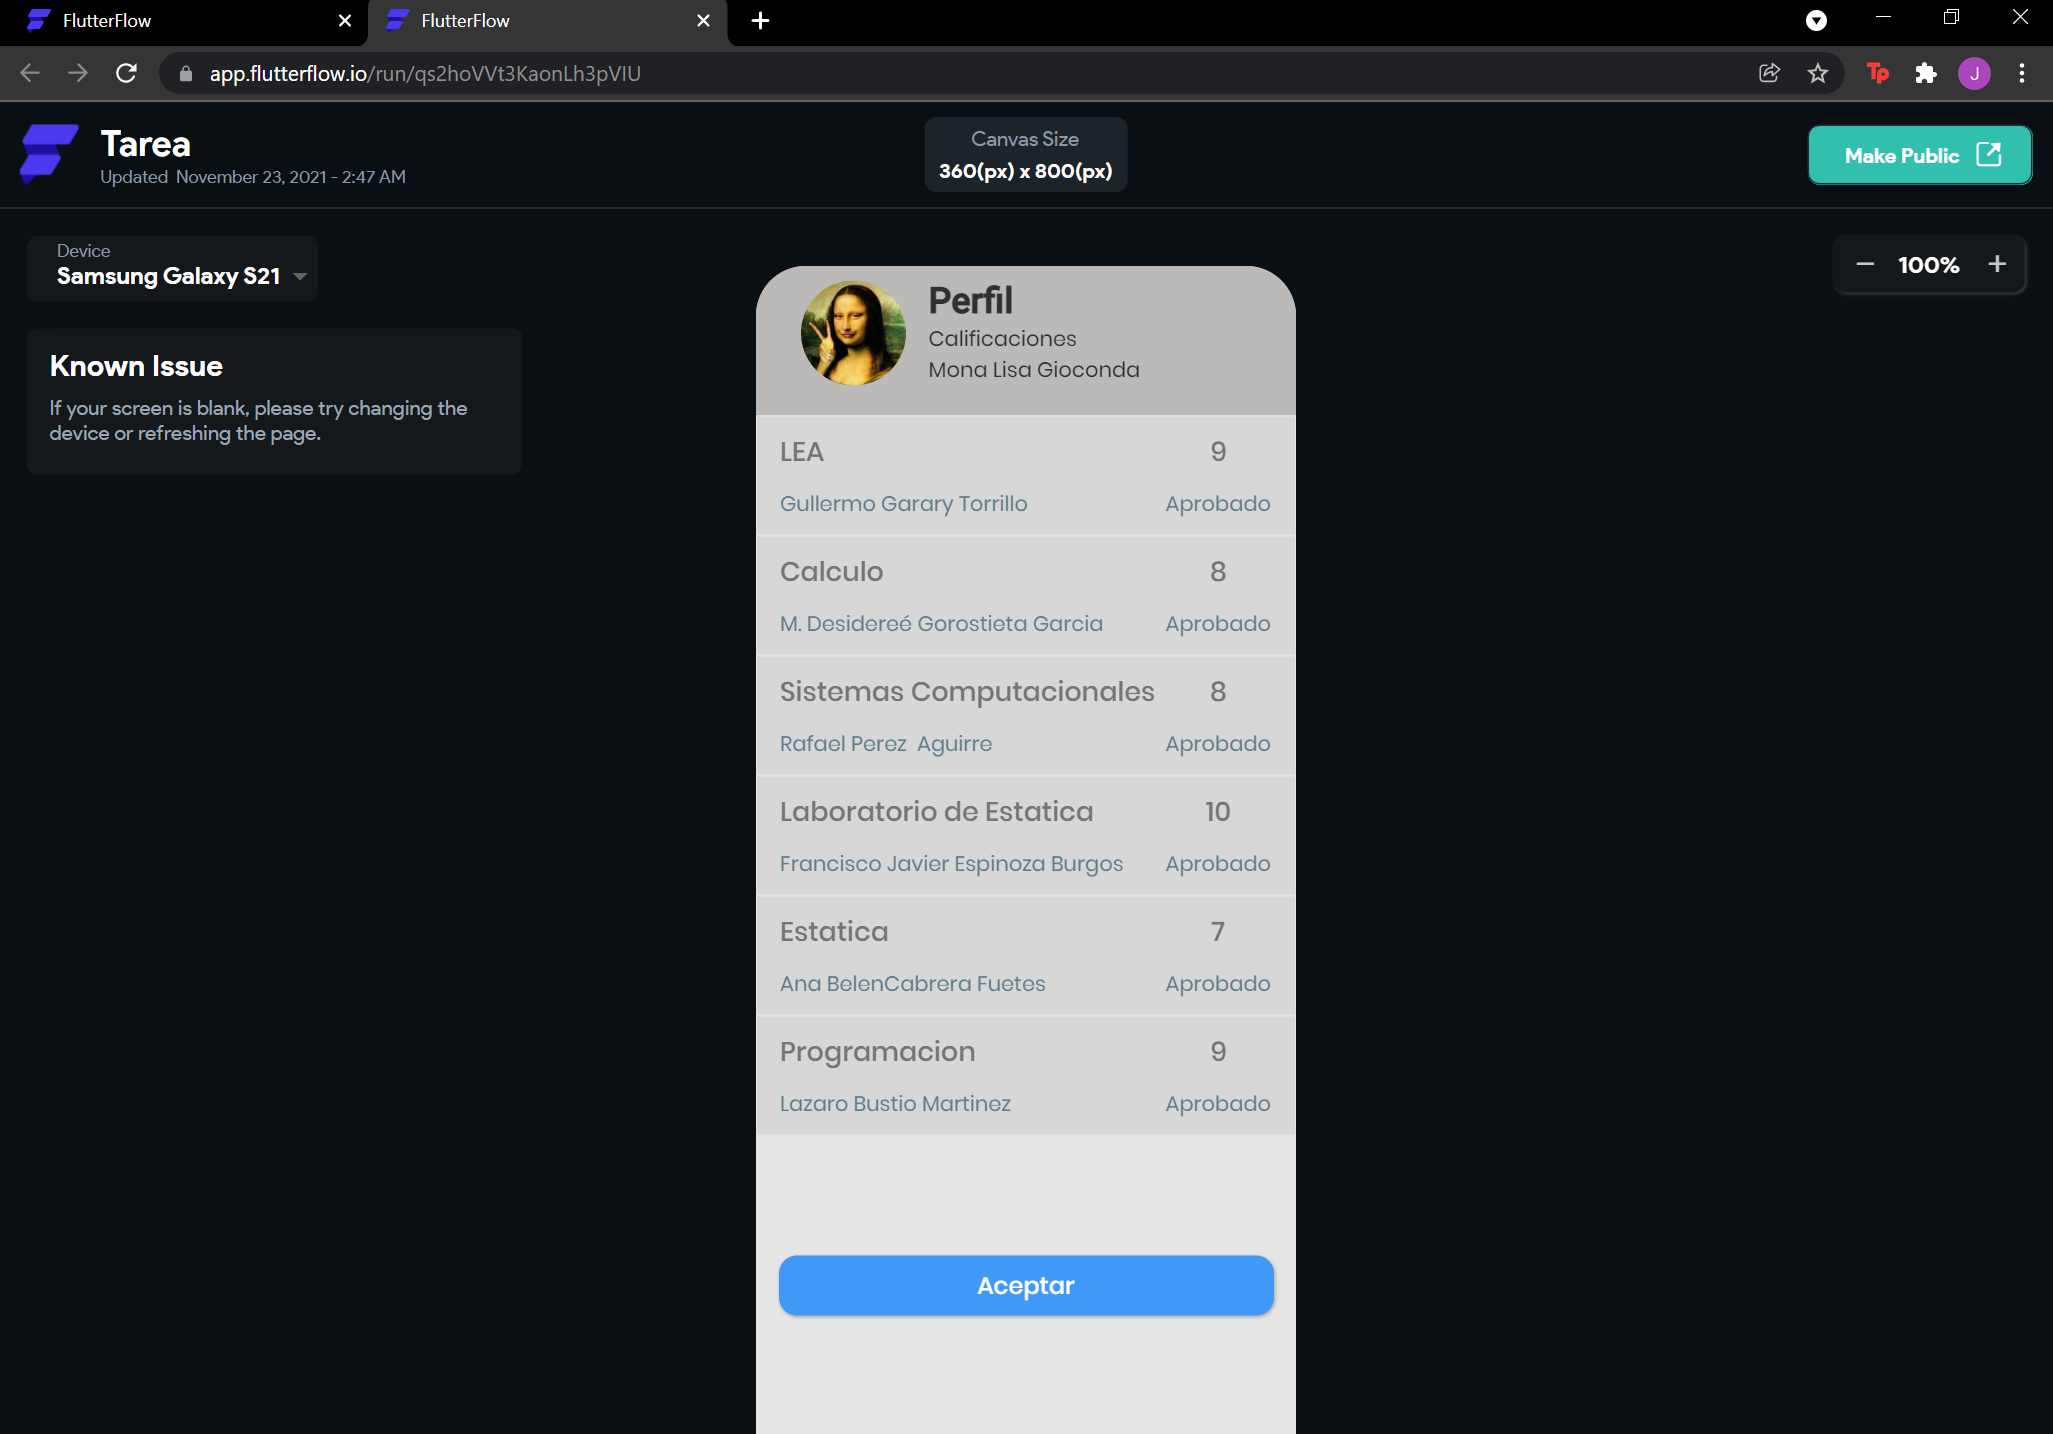 FlutterFlow
FlutterFlow
app.flutterflow.io/run/qs2hoVVt3KaonLh3pVIU
Tp
J
Tarea
Updated November 23, 2021 - 2:47 AM
Canvas Size
360(px) x 800(px)
Make Public
Device
Samsung Galaxy S21
100%
Known Issue
If your screen is blank, please try changing the
device or refreshing the page.
Perfil
Calificaciones
Mona Lisa Gioconda
LEA 9
Gullermo Garary Torrillo Aprobado
Calculo 8
M. Desidereé Gorostieta Garcia Aprobado
Sistemas Computacionales 8
Rafael Perez  Aguirre Aprobado
Laboratorio de Estatica 10
Francisco Javier Espinoza Burgos Aprobado
Estatica 7
Ana BelenCabrera Fuetes Aprobado
Programacion 9
Lazaro Bustio Martinez Aprobado
Aceptar